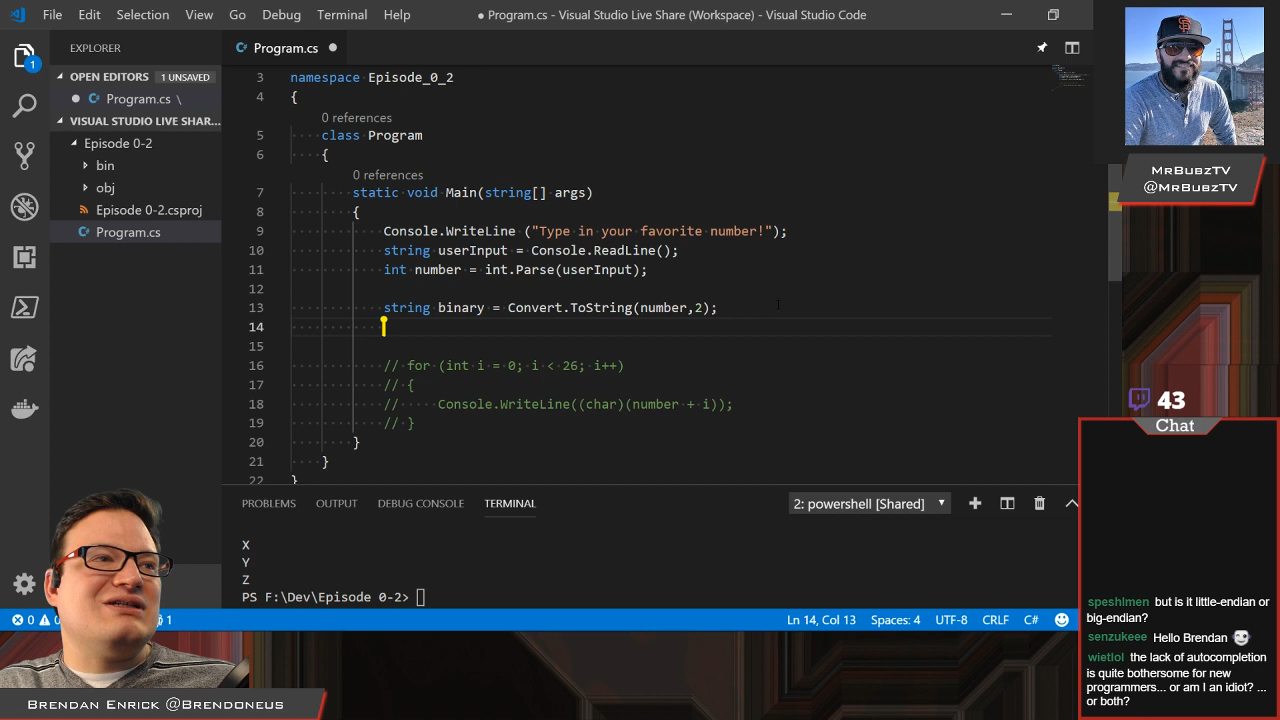 File Edit Selection View Go Debug Terminal Help
● Program.cs - Visual Studio Live Share (Workspace) - Visual Studio Code
EXPLORER
OPEN EDITORS 1 UNSAVED
Program.cs \
VISUAL STUDIO LIVE SHAR...
Episode 0-2
bin
obj
Episode 0-2.csproj
Program.cs
1
Program.cs
3 namespace Episode_0_2
4 {
0 references
5 class Program
6 {
0 references
7 static void Main(string[] args)
8 {
9 Console.WriteLine ("Type in your favorite number!");
10 string userInput = Console.ReadLine();
11 int number = int.Parse(userInput);
12
13 string binary = Convert.ToString(number,2);
14
15
16 // for (int i = 0; i < 26; i++)
17 // {
18 // Console.WriteLine((char)(number + i));
19 // }
20 }
21 }
22 }
PROBLEMS OUTPUT DEBUG CONSOLE TERMINAL
2: powershell [Shared]
X
Y
Z
PS F:\Dev\Episode 0-2>
0 1
Ln 14, Col 13 Spaces: 4 UTF-8 CRLF C#
MrBubzTV
@MrBubzTV
43
Chat
speshlmen but is it little-endian or
big-endian?
senzukeee Hello Brendan
wietlol the lack of autocompletion
is quite bothersome for new
programmers... or am I an idiot? ...
or both?
Brendan Enrick @Brendoneus